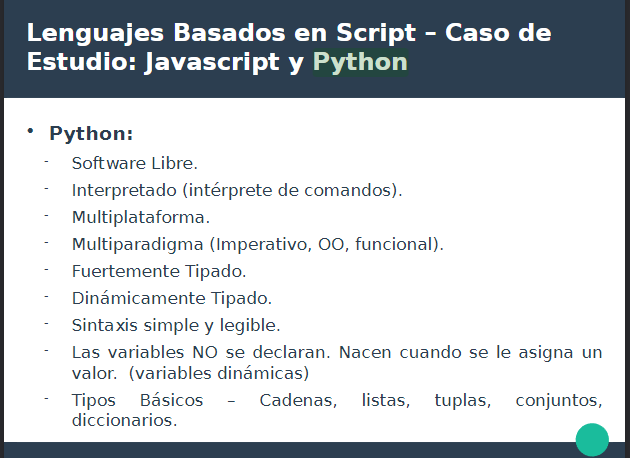 Lenguajes Basados en Script – Caso de
Estudio: Javascript y Python
• Python:
- Software Libre.
- Interpretado (intérprete de comandos).
- Multiplataforma.
- Multiparadigma (Imperativo, OO, funcional).
- Fuertemente Tipado.
- Dinámicamente Tipado.
- Sintaxis simple y legible.
- Las variables NO se declaran. Nacen cuando se le asigna un
valor. (variables dinámicas)
- Tipos Básicos – Cadenas, listas, tuplas, conjuntos,
diccionarios.